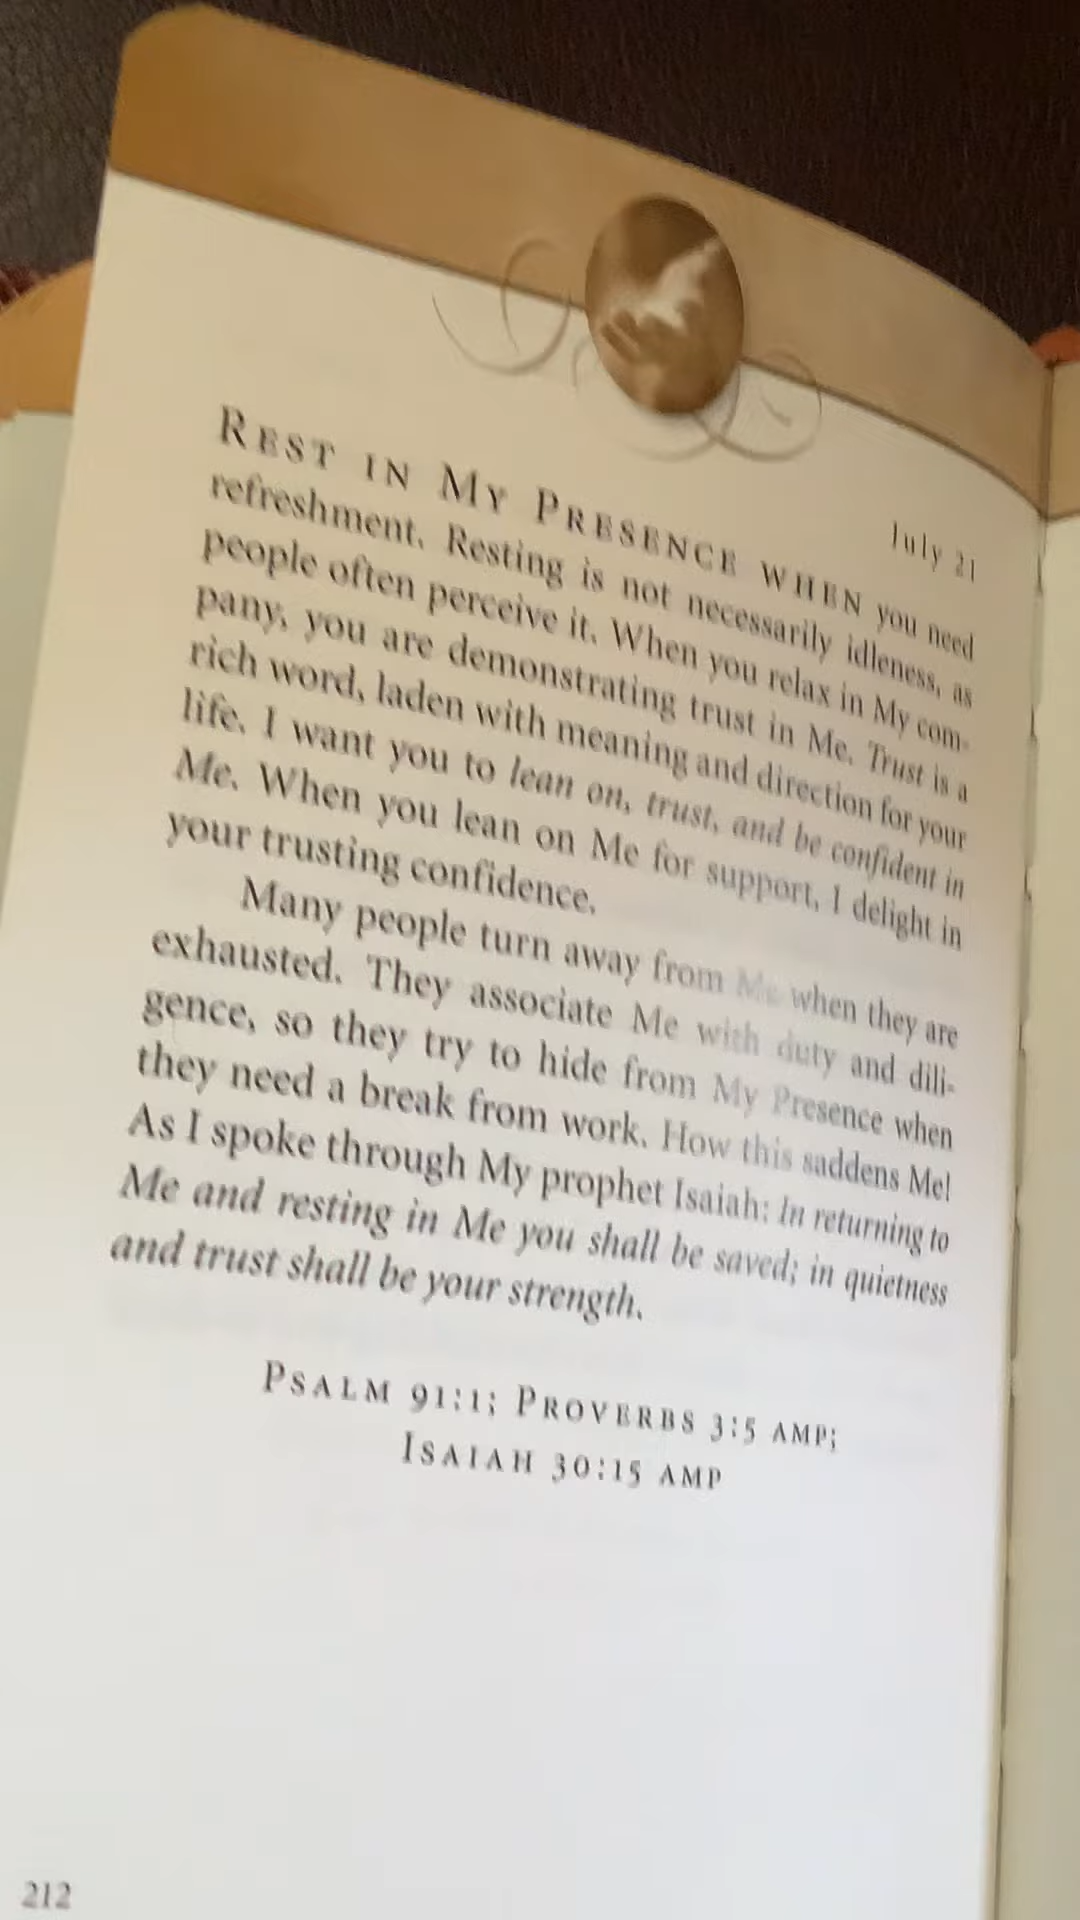 July 21
REST IN MY PRESENCE WHEN you need
refreshment. Resting is not necessarily idleness, as
people often perceive it. When you relax in My com-
pany, you are demonstrating trust in Me. Trust is a
rich word, laden with meaning and direction for your
life. I want you to lean on, trust, and be confident in
Me. When you lean on Me for support, I delight in
your trusting confidence.
Many people turn away from Me when they are
exhausted. They associate Me with duty and dili-
gence, so they try to hide from My Presence when
they need a break from work. How this saddens Me!
As I spoke through My prophet Isaiah: In returning to
Me and resting in Me you shall be saved; in quietness
and trust shall be your strength.
PSALM 91:1; PROVERBS 3:5 AMP;
ISAIAH 30:15 AMP
212